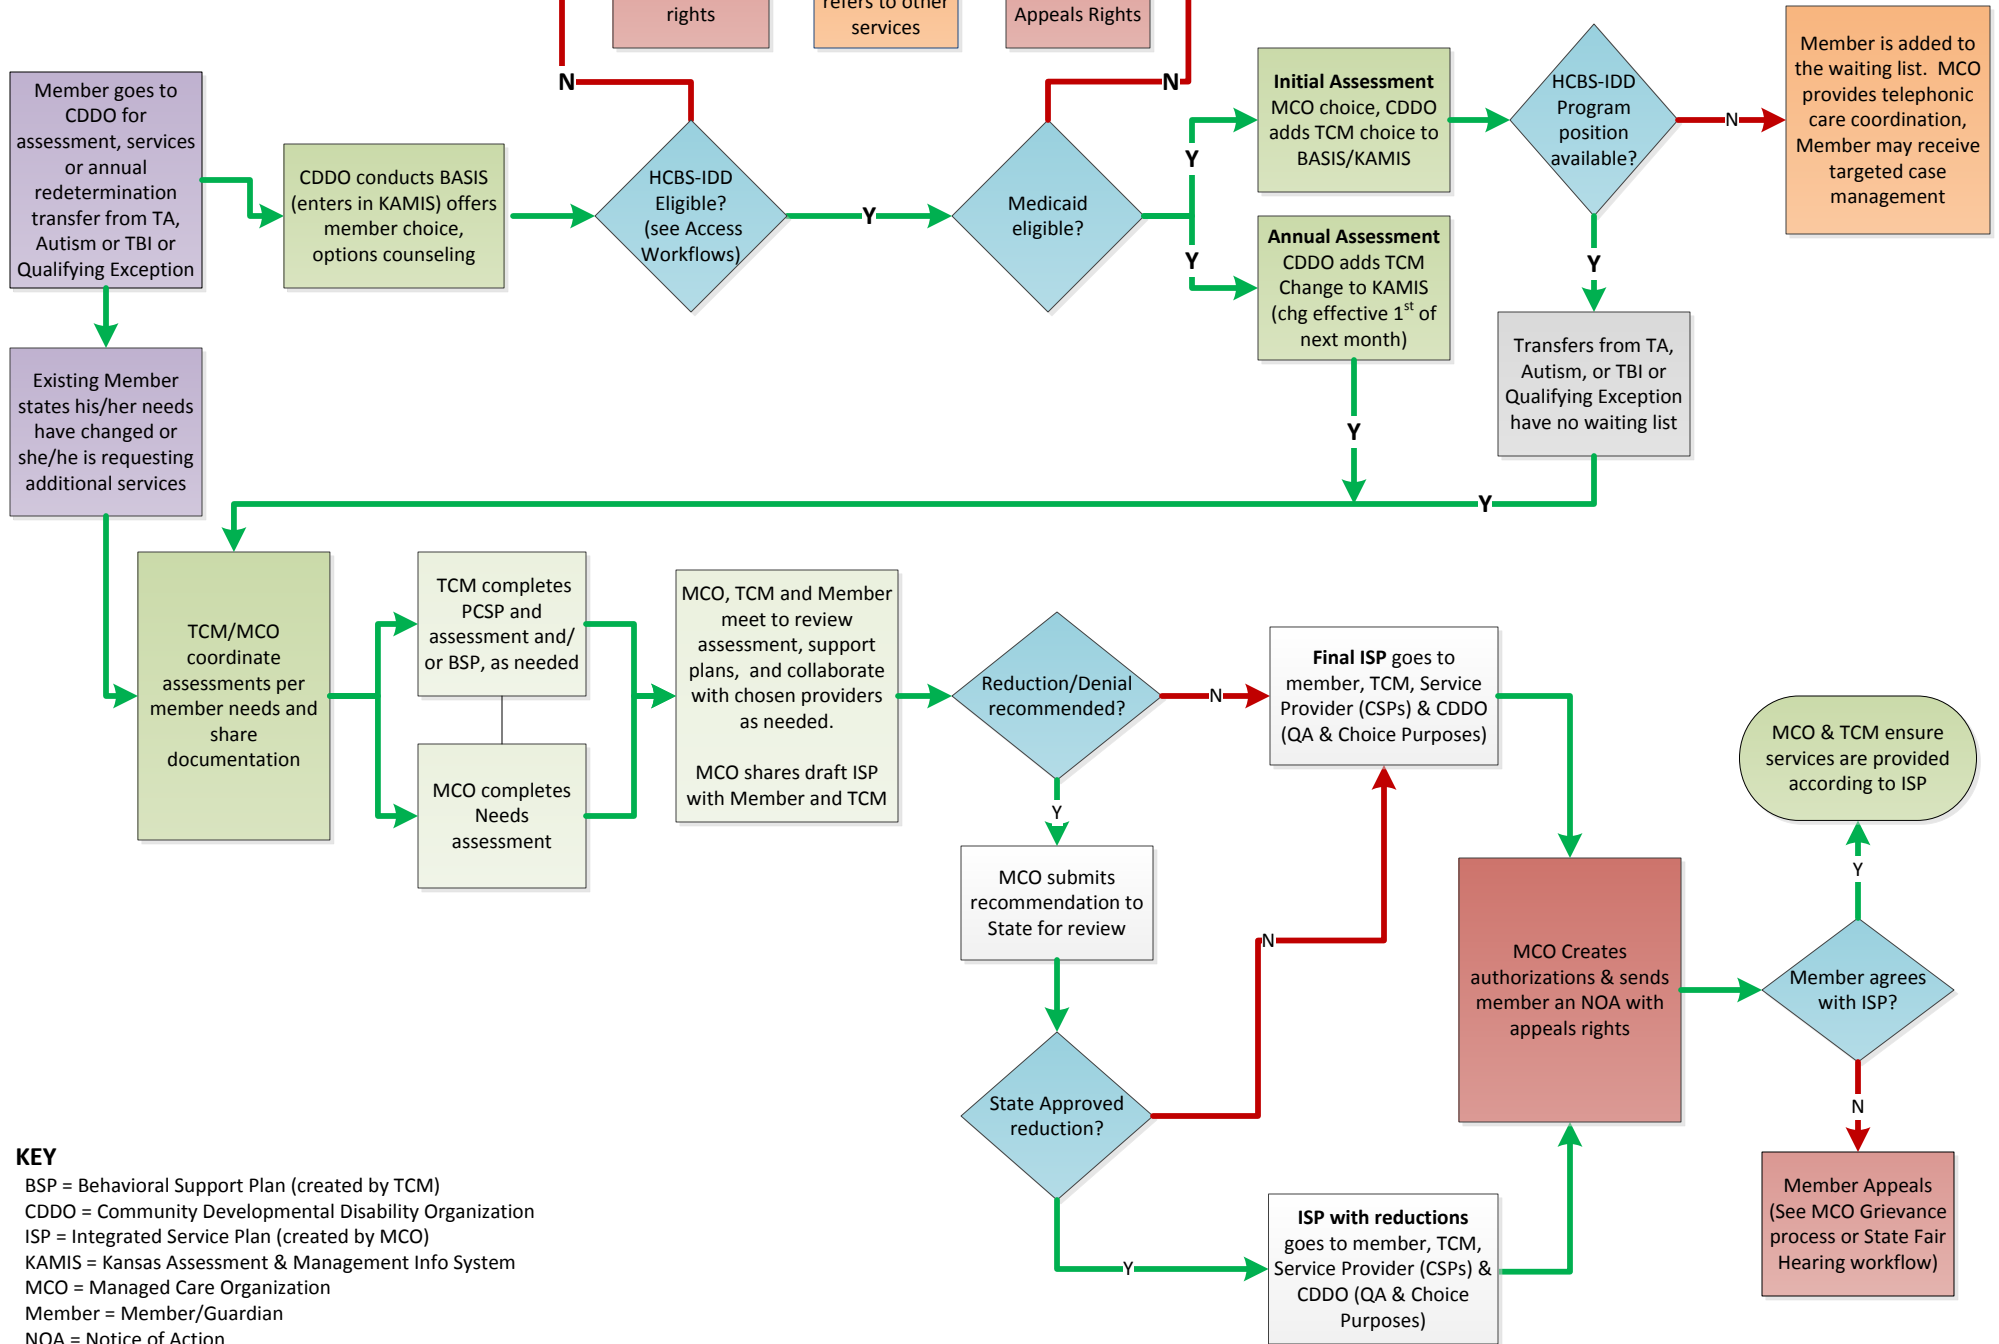 rights
refers to other
services
Appeals Rights
N
N
Member goes to
CDDO for
assessment, services
or annual
redetermination
transfer from TA,
Autism or TBI or
Qualifying Exception
CDDO conducts BASIS
(enters in KAMIS) offers
member choice,
options counseling
HCBS-IDD
Eligible?
(see Access
Workflows)
Y
Medicaid
eligible?
Y
Y
Initial Assessment
MCO choice, CDDO
adds TCM choice to
BASIS/KAMIS
Annual Assessment
CDDO adds TCM
Change to KAMIS
(chg effective 1st of
next month)
HCBS-IDD
Program
position
available?
N
Member is added to
the waiting list. MCO
provides telephonic
care coordination,
Member may receive
targeted case
management
Y
Transfers from TA,
Autism, or TBI or
Qualifying Exception
have no waiting list
Y
Y
Existing Member
states his/her needs
have changed or
she/he is requesting
additional services
TCM/MCO
coordinate
assessments per
member needs and
share
documentation
TCM completes
PCSP and
assessment and/
or BSP, as needed
MCO completes
Needs
assessment
MCO, TCM and Member
meet to review
assessment, support
plans, and collaborate
with chosen providers
as needed.
MCO shares draft ISP
with Member and TCM
Reduction/Denial
recommended?
N
Y
Final ISP goes to
member, TCM, Service
Provider (CSPs) & CDDO
(QA & Choice Purposes)
MCO submits
recommendation to
State for review
State Approved
reduction?
N
Y
ISP with reductions
goes to member, TCM,
Service Provider (CSPs) &
CDDO (QA & Choice
Purposes)
MCO Creates
authorizations & sends
member an NOA with
appeals rights
Member agrees
with ISP?
Y
MCO & TCM ensure
services are provided
according to ISP
N
Member Appeals
(See MCO Grievance
process or State Fair
Hearing workflow)
KEY
BSP = Behavioral Support Plan (created by TCM)
CDDO = Community Developmental Disability Organization
ISP = Integrated Service Plan (created by MCO)
KAMIS = Kansas Assessment & Management Info System
MCO = Managed Care Organization
Member = Member/Guardian
NOA = Notice of Action